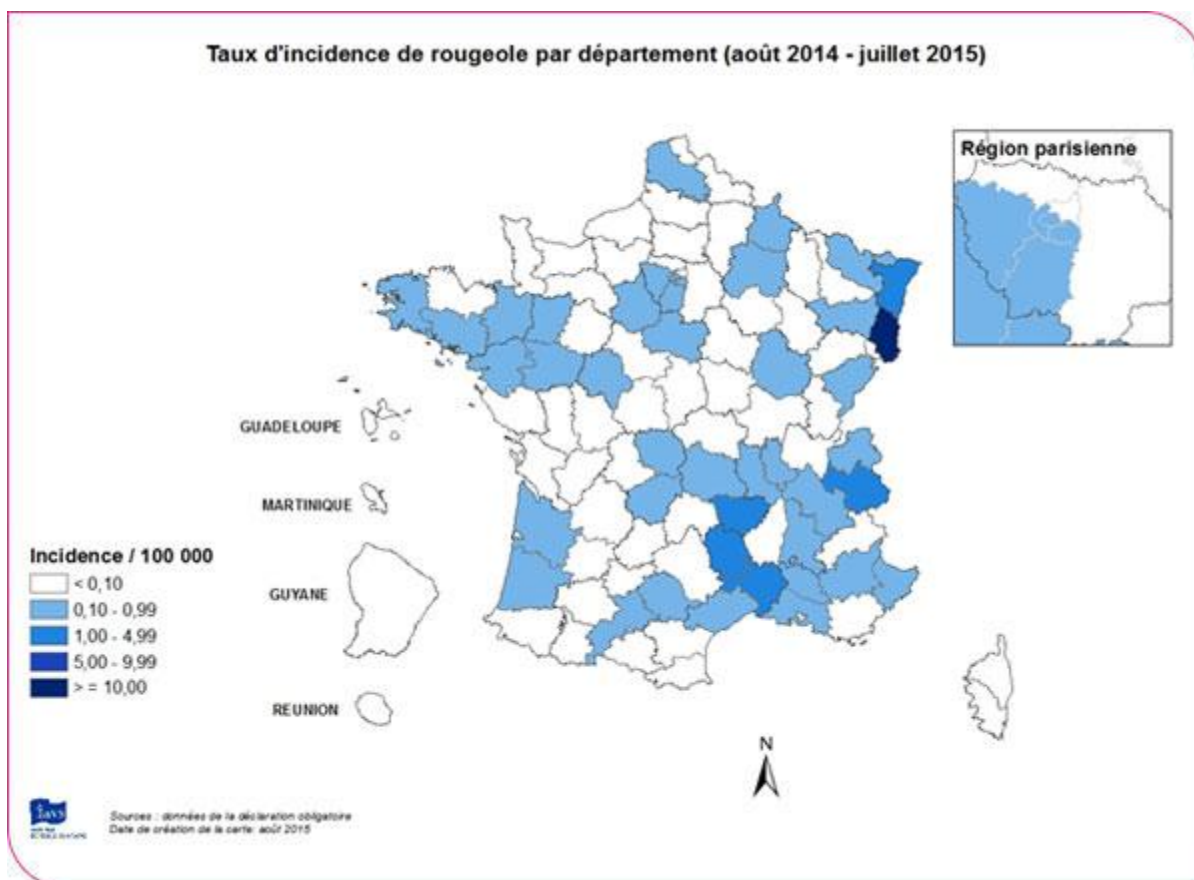 Taux d'incidence de rougeole par département (août 2014 - juillet 2015)
Région parisienne
GUADELOUPE
MARTINIQUE
GUYANE
REUNION
Incidence / 100 000
< 0,10
0,10 - 0,99
1,00 - 4,99
5,00 - 9,99
> = 10,00
N
Sources : données de la déclaration obligatoire
Date de création de la carte: août 2015